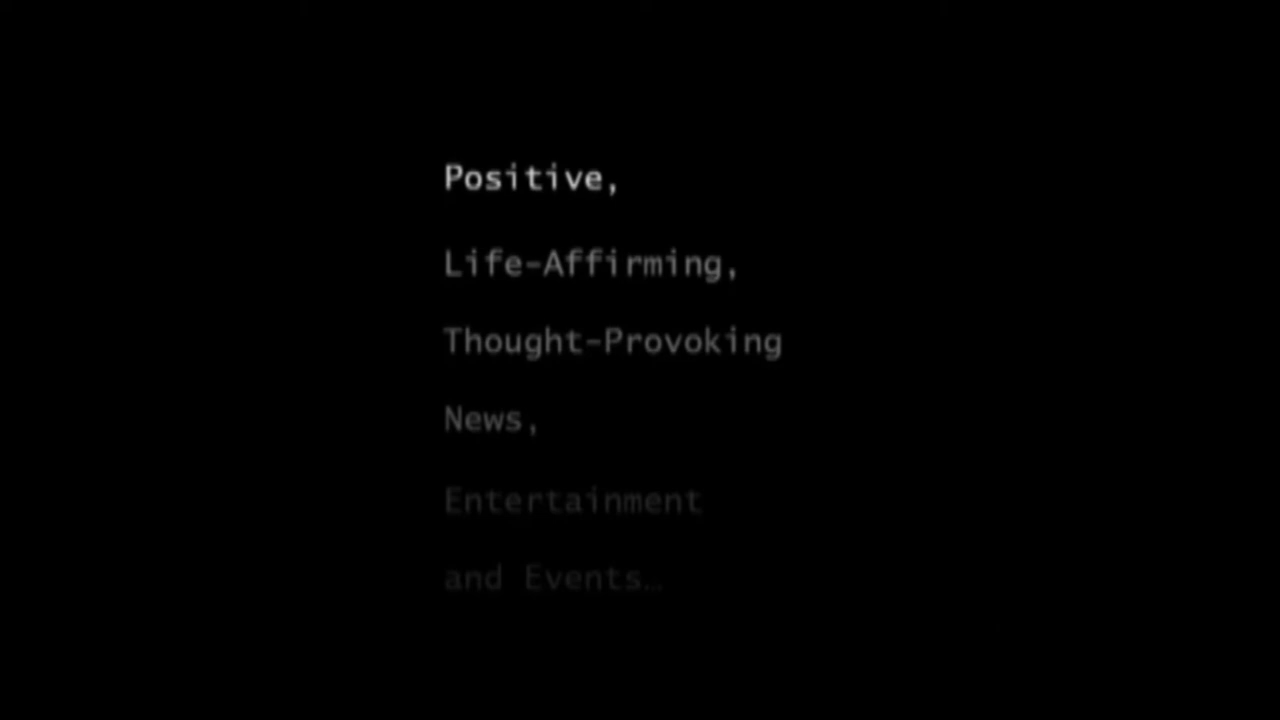 Positive,
Life-Affirming,
Thought-Provoking
News,
Entertainment
and Events…